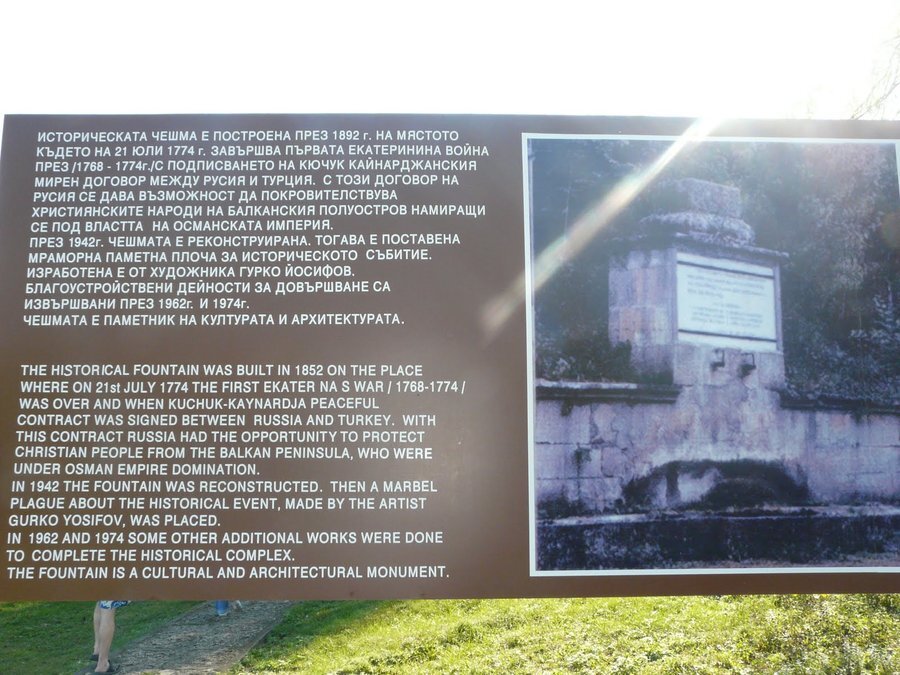 ИСТОРИЧЕСКАТА ЧЕШМА Е ПОСТРОЕНА ПРЕЗ 1892 г. НА МЯСТОТО
КЪДЕТО НА 21 ЮЛИ 1774 г. ЗАВЪРШВА ПЪРВАТА ЕКАТЕРИНИНА ВОЙНА
ПРЕЗ /1768 - 1774г./С ПОДПИСВАНЕТО НА КЮЧУК КАЙНАРДЖАНСКИЯ
МИРЕН ДОГОВОР МЕЖДУ РУСИЯ И ТУРЦИЯ. С ТОЗИ ДОГОВОР НА
РУСИЯ СЕ ДАВА ВЪЗМОЖНОСТ ДА ПОКРОВИТЕЛСТВУВА
ХРИСТИЯНСКИТЕ НАРОДИ НА БАЛКАНСКИЯ ПОЛУОСТРОВ НАМИРАЩИ
СЕ ПОД ВЛАСТТА НА ОСМАНСКАТА ИМПЕРИЯ.
ПРЕЗ 1942г. ЧЕШМАТА Е РЕКОНСТРУИРАНА. ТОГАВА Е ПОСТАВЕНА
МРАМОРНА ПАМЕТНА ПЛОЧА ЗА ИСТОРИЧЕСКОТО СЪБИТИЕ.
ИЗРАБОТЕНА Е ОТ ХУДОЖНИКА ГУРКО ЙОСИФОВ.
БЛАГОУСТРОЙСТВЕНИ ДЕЙНОСТИ ЗА ДОВЪРШВАНЕ СА
ИЗВЪРШВАНИ ПРЕЗ 1962г. И 1974г.
ЧЕШМАТА Е ПАМЕТНИК НА КУЛТУРАТА И АРХИТЕКТУРАТА.
THE HISTORICAL FOUNTAIN WAS BUILT IN 1852 ON THE PLACE
WHERE ON 21st JULY 1774 THE FIRST EKATER NA S WAR / 1768-1774 /
WAS OVER AND WHEN KUCHUK-KAYNARDJA PEACEFUL
CONTRACT WAS SIGNED BETWEEN RUSSIA AND TURKEY. WITH
THIS CONTRACT RUSSIA HAD THE OPPORTUNITY TO PROTECT
CHRISTIAN PEOPLE FROM THE BALKAN PENINSULA, WHO WERE
UNDER OSMAN EMPIRE DOMINATION.
IN 1942 THE FOUNTAIN WAS RECONSTRUCTED. THEN A MARBEL
PLAGUE ABOUT THE HISTORICAL EVENT, MADE BY THE ARTIST
GURKO YOSIFOV, WAS PLACED.
IN 1962 AND 1974 SOME OTHER ADDITIONAL WORKS WERE DONE
TO COMPLETE THE HISTORICAL COMPLEX.
THE FOUNTAIN IS A CULTURAL AND ARCHITECTURAL MONUMENT.